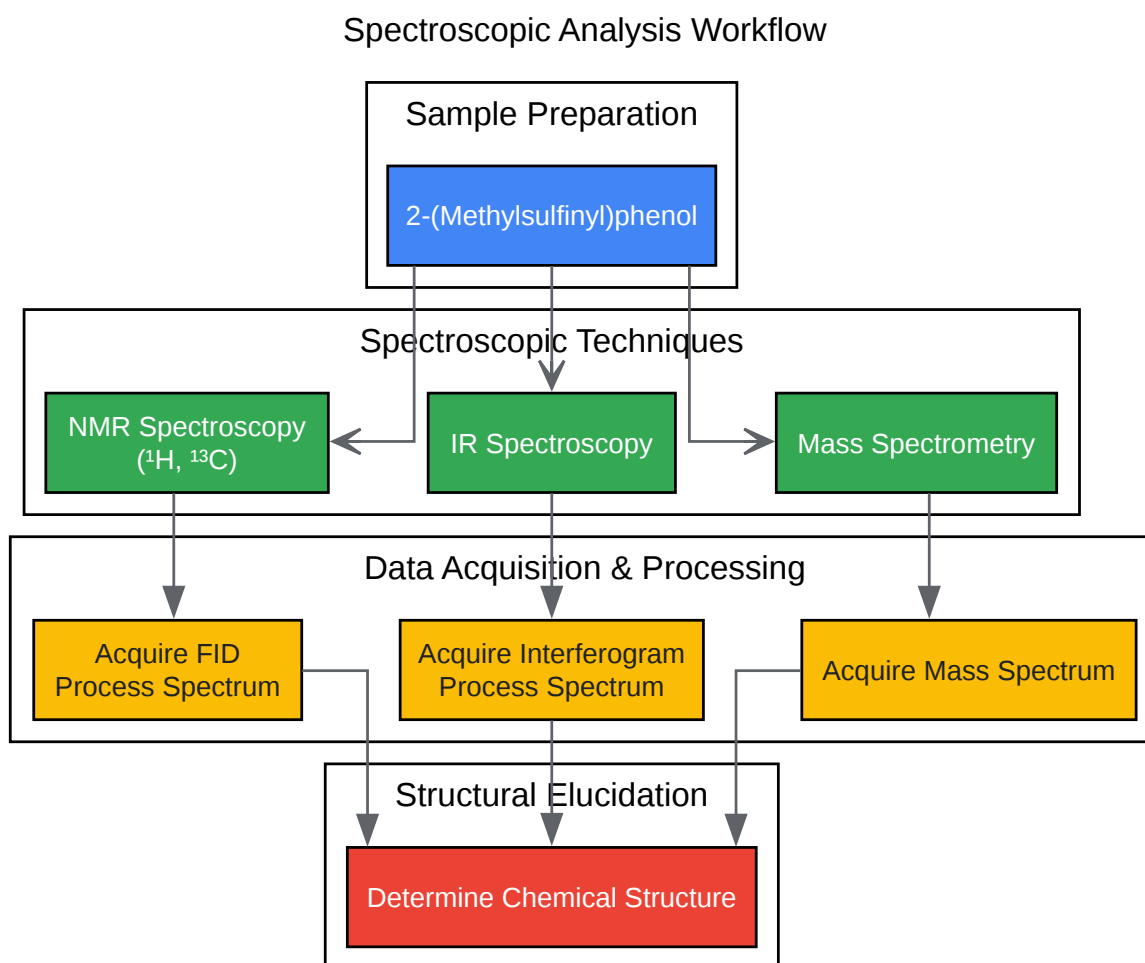 Spectroscopic Analysis Workflow
Sample Preparation
2-(Methylsulfinyl)phenol
Spectroscopic Techniques
NMR Spectroscopy
(¹H, ¹³C)
IR Spectroscopy
Mass Spectrometry
Data Acquisition & Processing
Acquire FID
Process Spectrum
Acquire Interferogram
Process Spectrum
Acquire Mass Spectrum
Structural Elucidation
Determine Chemical Structure